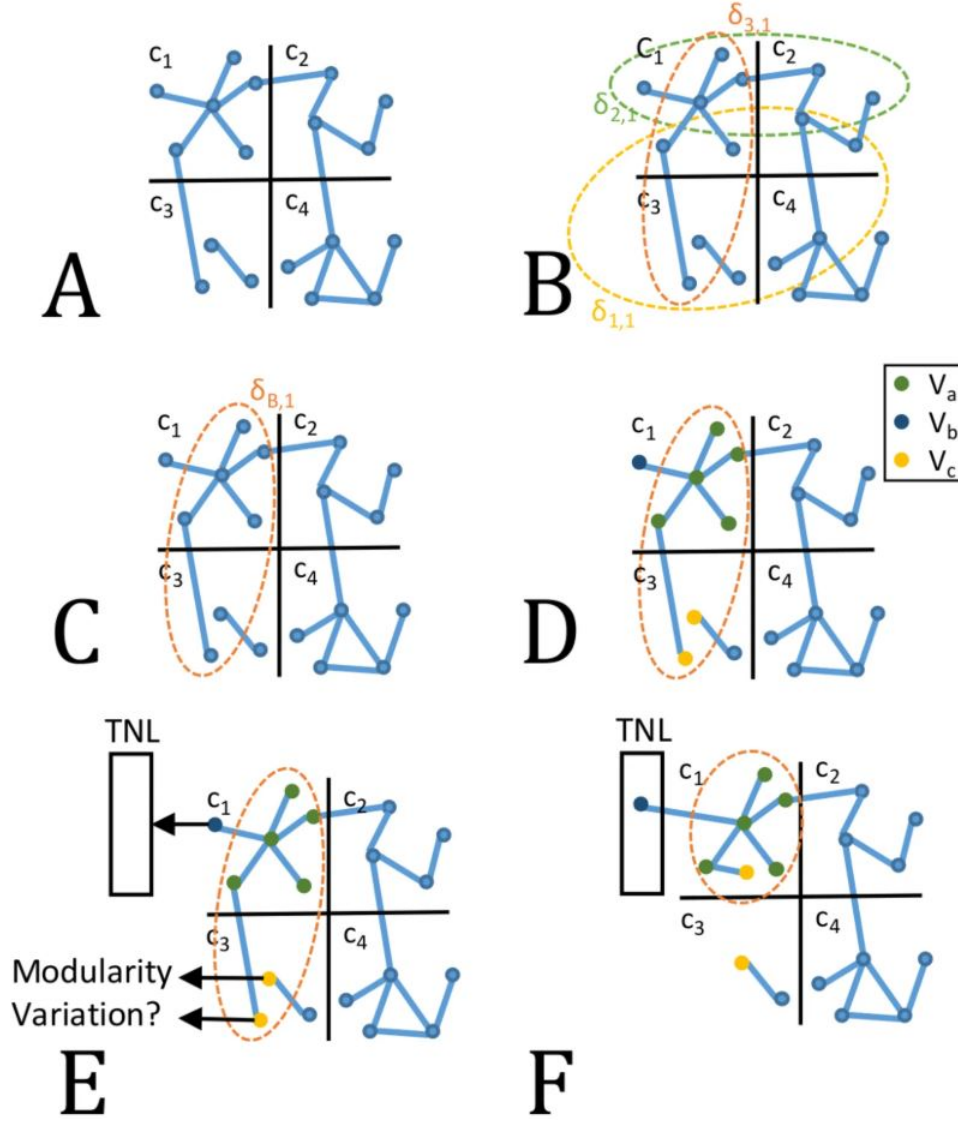 c1 c2
c3 c4
A
δ3,1
C1 c2
δ2,1
c3 c4
B
δ1,1
δB,1
c1 c2
c3 c4
C
Va
Vb
Vc
c1 c2
c3 c4
D
TNL
c1 c2
c3 c4
Modularity
Variation?
E
TNL
c1 c2
c3 c4
F